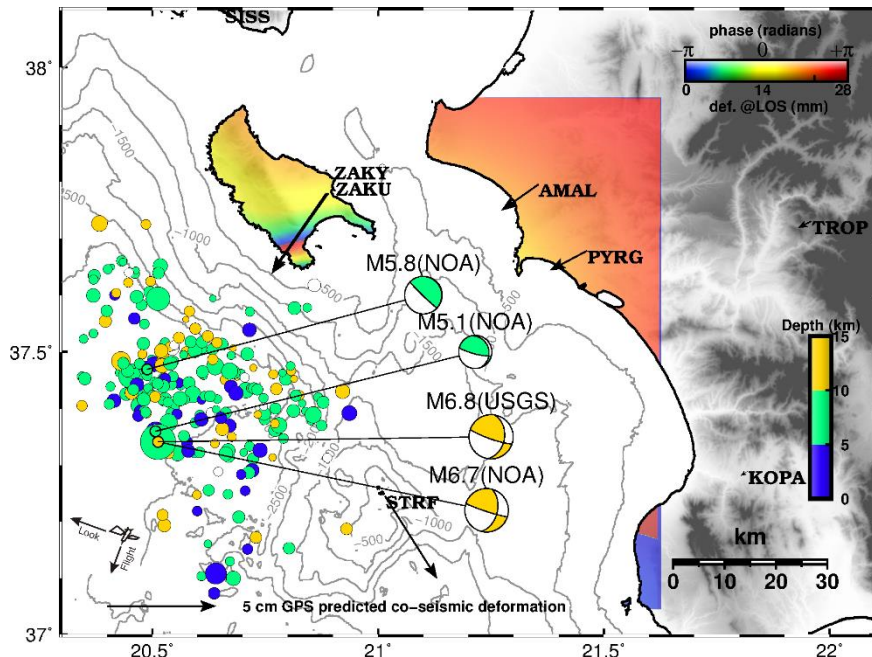 SISS
phase (radians)
−π 0 +π
0 14 28
def. @LOS (mm)
38°
−1500
−1000
−500
ZAKY
ZAKU
AMAL
TROP
PYRG
M5.8(NOA)
M5.1(NOA)
Depth (km)
15
10
5
0
37.5°
−1500
M6.8(USGS)
M6.7(NOA)
−1000
−2500
STRF
−1000
−500
KOPA
km
0 10 20 30
Look
Flight
5 cm GPS predicted co−seismic deformation
37°
20.5° 21° 21.5° 22°